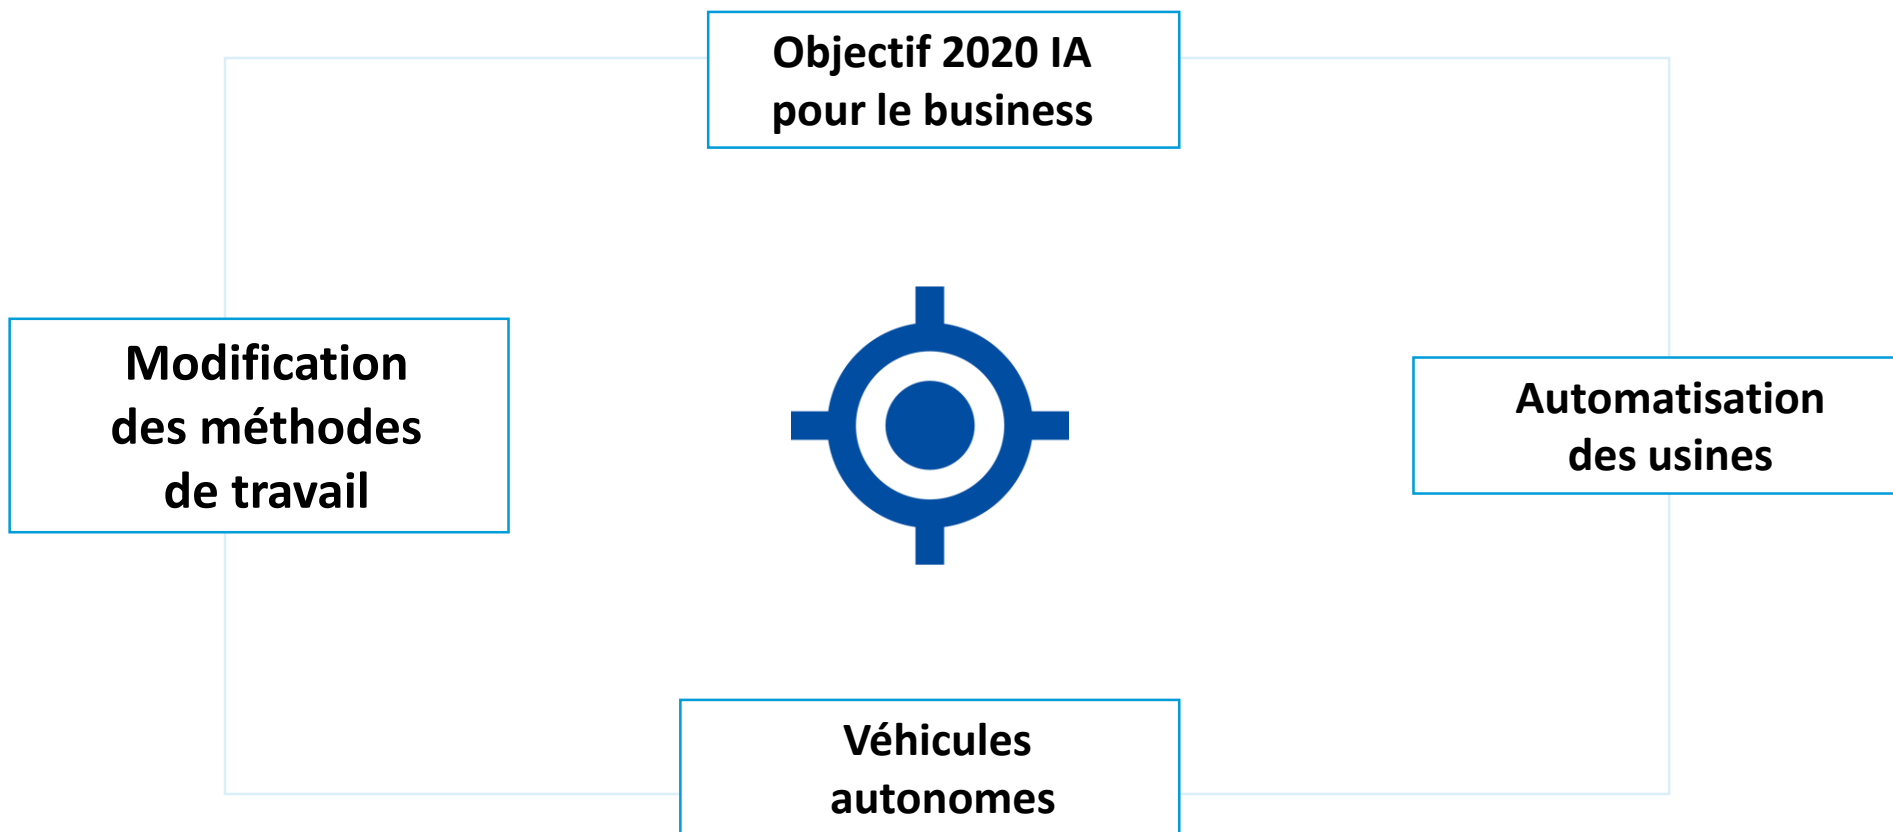 Objectif 2020 IA
pour le business
Modification
des méthodes
de travail
Automatisation
des usines
Véhicules
autonomes